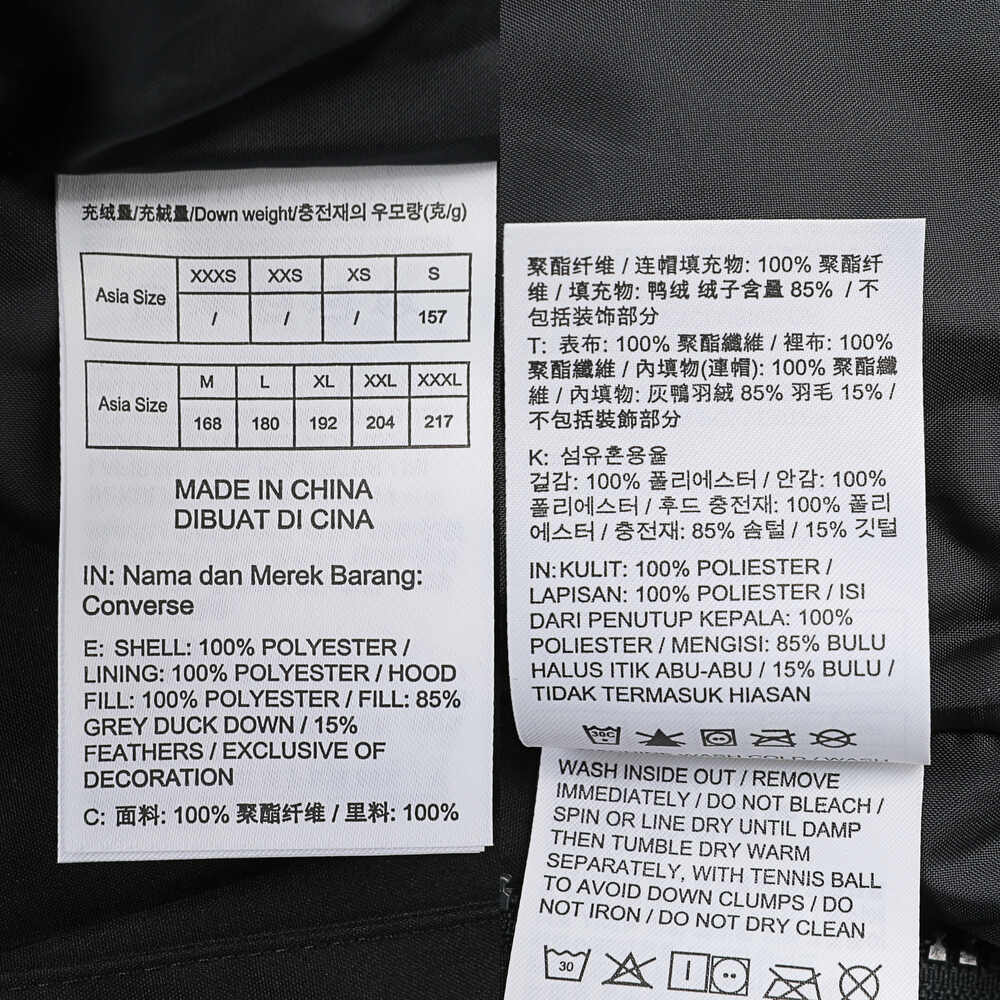 充绒量/充絨量/Down weight/충전재의 우모량(克/g)
Asia Size XXXS XXS XS S
/ / / 157
Asia Size M L XL XXL XXXL
168 180 192 204 217
MADE IN CHINA
DIBUAT DI CINA
IN: Nama dan Merek Barang:
Converse
E: SHELL: 100% POLYESTER /
LINING: 100% POLYESTER / HOOD
FILL: 100% POLYESTER / FILL: 85%
GREY DUCK DOWN / 15%
FEATHERS / EXCLUSIVE OF
DECORATION
C: 面料: 100% 聚酯纤维 / 里料: 100%
聚酯纤维 / 连帽填充物: 100% 聚酯纤
维 / 填充物: 鸭绒 绒子含量 85% / 不
包括装饰部分
T: 表布: 100% 聚酯纖維 / 裡布: 100%
聚酯纖維 / 內填物(連帽): 100% 聚酯纖
維 / 內填物: 灰鴨羽絨 85% 羽毛 15% /
不包括裝飾部分
K: 섬유혼용율
겉감: 100% 폴리에스터 / 안감: 100%
폴리에스터 / 후드 충전재: 100% 폴리
에스터 / 충전재: 85% 솜털 / 15% 깃털
IN:KULIT: 100% POLIESTER /
LAPISAN: 100% POLIESTER / ISI
DARI PENUTUP KEPALA: 100%
POLIESTER / MENGISI: 85% BULU
HALUS ITIK ABU-ABU / 15% BULU /
TIDAK TERMASUK HIASAN
30C
WASH INSIDE OUT / REMOVE
IMMEDIATELY / DO NOT BLEACH /
SPIN OR LINE DRY UNTIL DAMP
THEN TUMBLE DRY WARM
SEPARATELY, WITH TENNIS BALL
TO AVOID DOWN CLUMPS / DO
NOT IRON / DO NOT DRY CLEAN
30